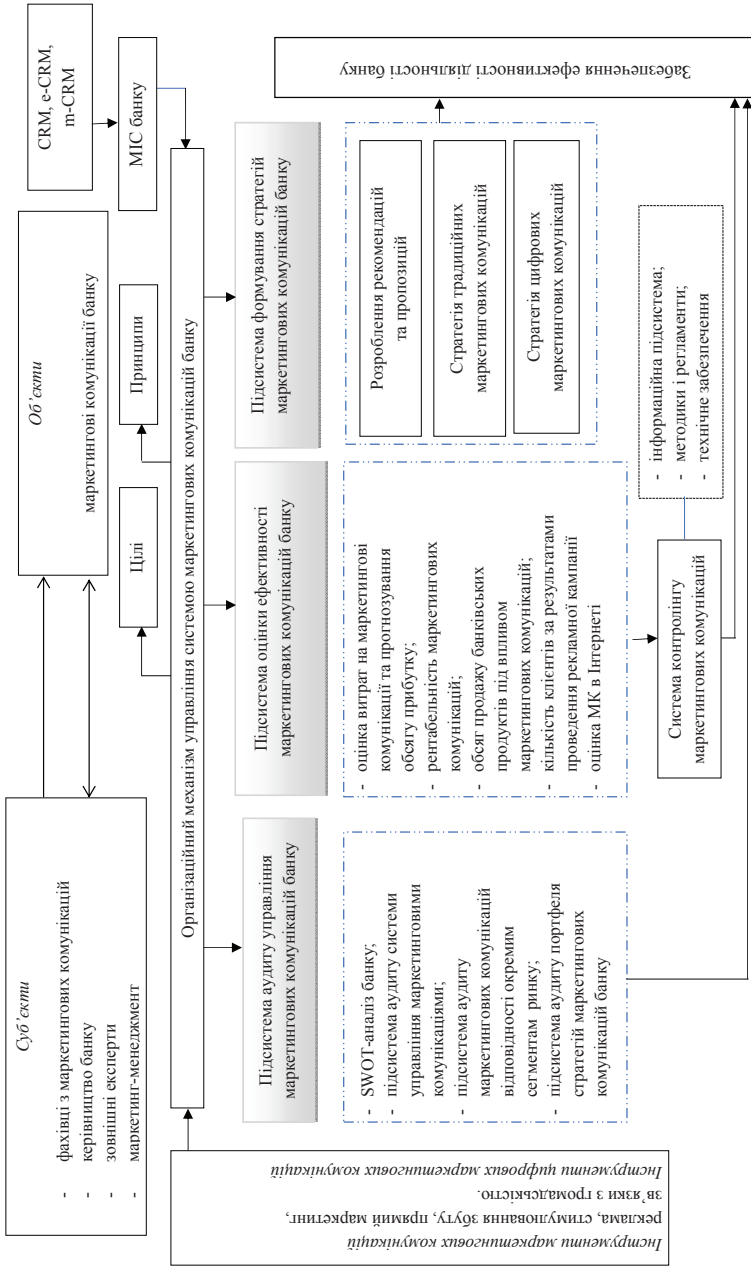 Суб’єкти
- фахівці з маркетингових комунікацій
- керівництво банку
- зовнішні експерти
- маркетинг-менеджмент
Об’єкти
маркетингові комунікації банку
CRM, e-CRM,
m-CRM
Цілі
Принципи
МІС банку
Організаційний механізм управління системою маркетингових комунікацій банку
Інструменти маркетингових комунікацій
реклама, стимулювання збуту, прямий маркетинг,
зв’язки з громадськістю.
Інструменти цифрових маркетингових комунікацій
Підсистема аудиту управління
маркетингових комунікацій банку
Підсистема оцінки ефективності
маркетингових комунікацій банку
Підсистема формування стратегій
маркетингових комунікацій банку
- SWOT-аналіз банку;
- підсистема аудиту системи
управління маркетинговими
комунікаціями;
- підсистема аудиту
маркетингових комунікацій
відповідності окремим
сегментам ринку;
- підсистема аудиту портфеля
стратегій маркетингових
комунікацій банку
- оцінка витрат на маркетингові
комунікації та прогнозування
обсягу прибутку;
- рентабельність маркетингових
комунікацій;
- обсяг продажу банківських
продуктів під впливом
маркетингових комунікацій;
- кількість клієнтів за результатами
проведення рекламної кампанії
- оцінка МК в Інтернеті
Розроблення рекомендацій
та пропозицій
Стратегія традиційних
маркетингових комунікацій
Стратегія цифрових
маркетингових комунікацій
Система контролінгу
маркетингових комунікацій
- інформаційна підсистема;
- методики і регламенти;
- технічне забезпечення
Забезпечення ефективності діяльності
банку